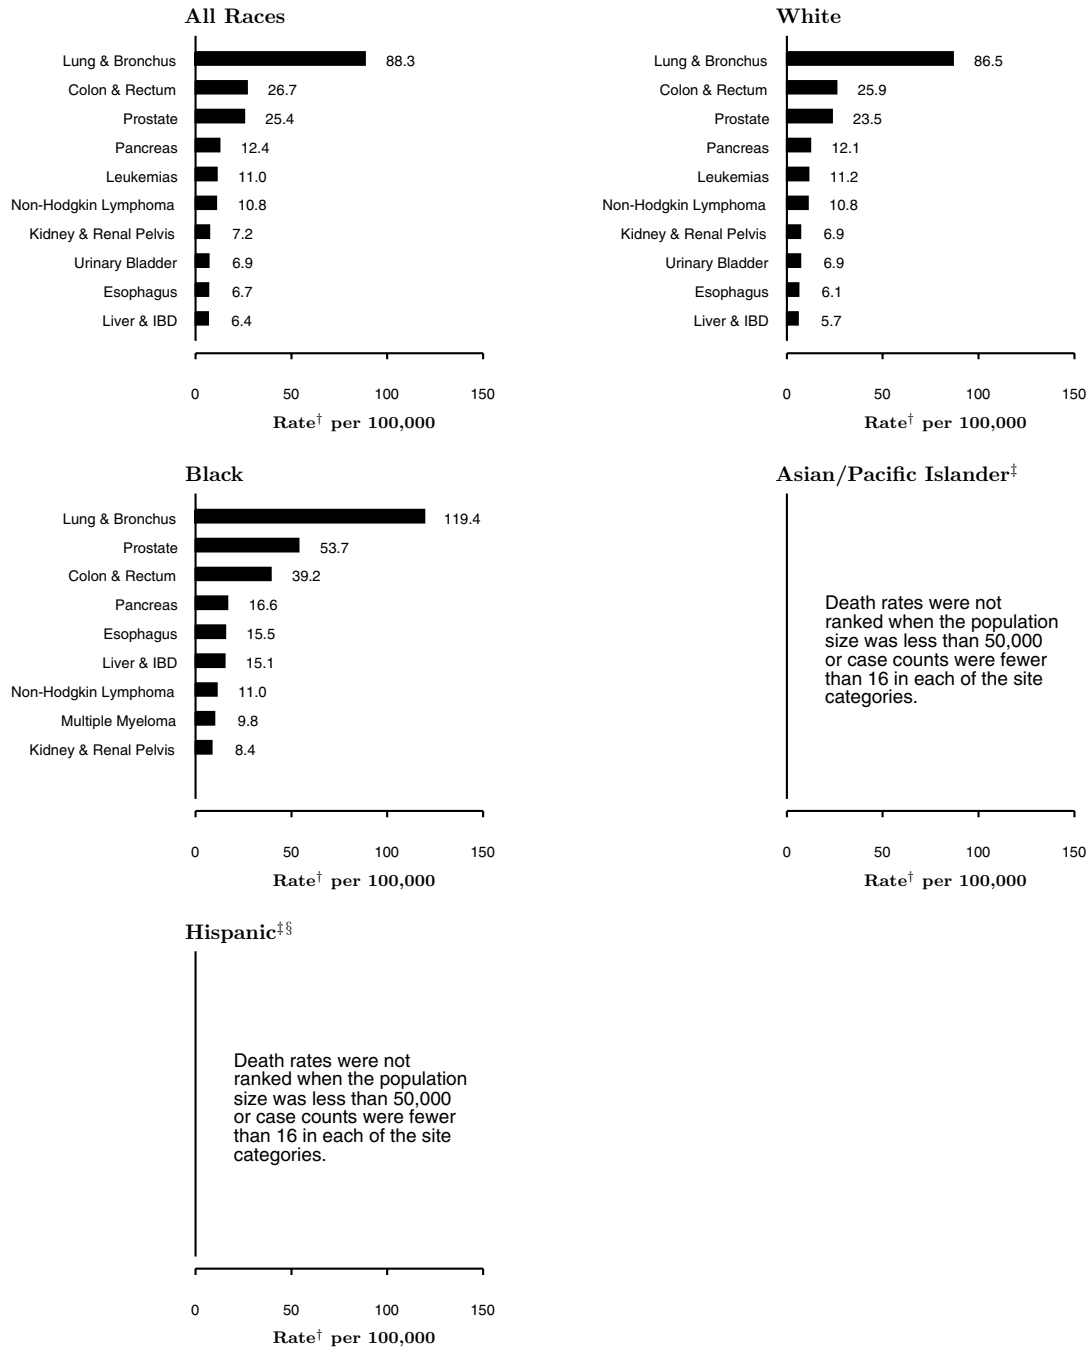 All Races
Lung & Bronchus 88.3
Colon & Rectum 26.7
Prostate 25.4
Pancreas 12.4
Leukemias 11.0
Non-Hodgkin Lymphoma 10.8
Kidney & Renal Pelvis 7.2
Urinary Bladder 6.9
Esophagus 6.7
Liver & IBD 6.4
0 50 100 150
Rate† per 100,000
White
Lung & Bronchus 86.5
Colon & Rectum 25.9
Prostate 23.5
Pancreas 12.1
Leukemias 11.2
Non-Hodgkin Lymphoma 10.8
Kidney & Renal Pelvis 6.9
Urinary Bladder 6.9
Esophagus 6.1
Liver & IBD 5.7
0 50 100 150
Rate† per 100,000
Black
Lung & Bronchus 119.4
Prostate 53.7
Colon & Rectum 39.2
Pancreas 16.6
Esophagus 15.5
Liver & IBD 15.1
Non-Hodgkin Lymphoma 11.0
Multiple Myeloma 9.8
Kidney & Renal Pelvis 8.4
0 50 100 150
Rate† per 100,000
Asian/Pacific Islander‡
Death rates were not
ranked when the population
size was less than 50,000
or case counts were fewer
than 16 in each of the site
categories.
0 50 100 150
Rate† per 100,000
Hispanic‡§
Death rates were not
ranked when the population
size was less than 50,000
or case counts were fewer
than 16 in each of the site
categories.
0 50 100 150
Rate† per 100,000